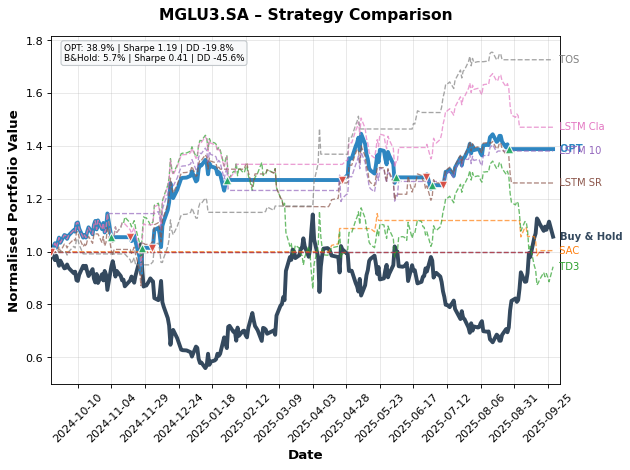 MGLU3.SA – Strategy Comparison
OPT: 38.9% | Sharpe 1.19 | DD -19.8%
B&Hold: 5.7% | Sharpe 0.41 | DD -45.6%
Normalised Portfolio Value
1.8
1.6
1.4
1.2
1.0
0.8
0.6
TOS
LSTM Cla
OPT
LSTM 10
LSTM SR
Buy & Hold
SAC
TD3
2024-10-10
2024-11-04
2024-11-29
2024-12-24
2025-01-18
2025-02-12
2025-03-09
2025-04-03
2025-04-28
2025-05-23
2025-06-17
2025-07-12
2025-08-06
2025-08-31
2025-09-25
Date